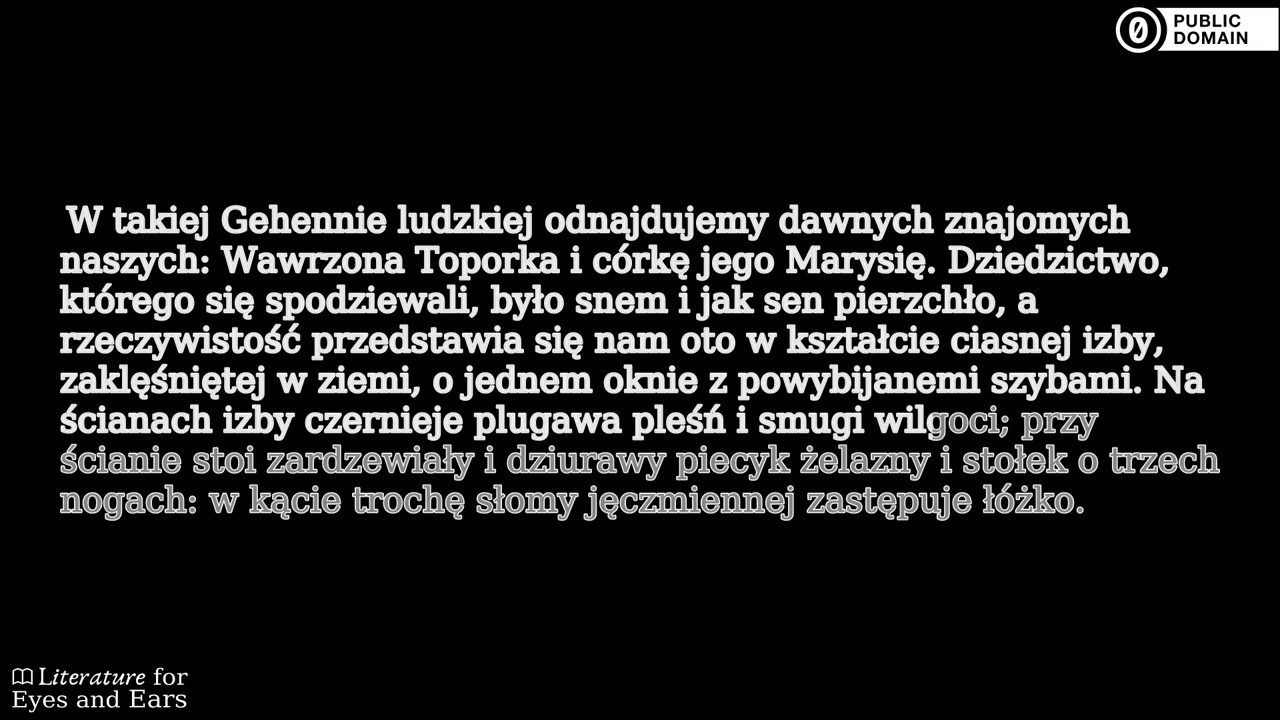 PUBLIC
DOMAIN
W takiej Gehennie ludzkiej odnajdujemy dawnych znajomych
naszych: Wawrzona Toporka i córkę jego Marysię. Dziedzictwo,
którego się spodziewali, było snem i jak sen pierzchło, a
rzeczywistość przedstawia się nam oto w kształcie ciasnej izby,
zaklęśniętej w ziemi, o jednem oknie z powybijanemi szybami. Na
ścianach izby czernieje plugawa pleśń i smugi wilgoci; przy
ścianie stoi zardzewiały i dziurawy piecyk żelazny i stołek o trzech
nogach: w kącie trochę słomy jęczmiennej zastępuje łóżko.
Literature for
Eyes and Ears